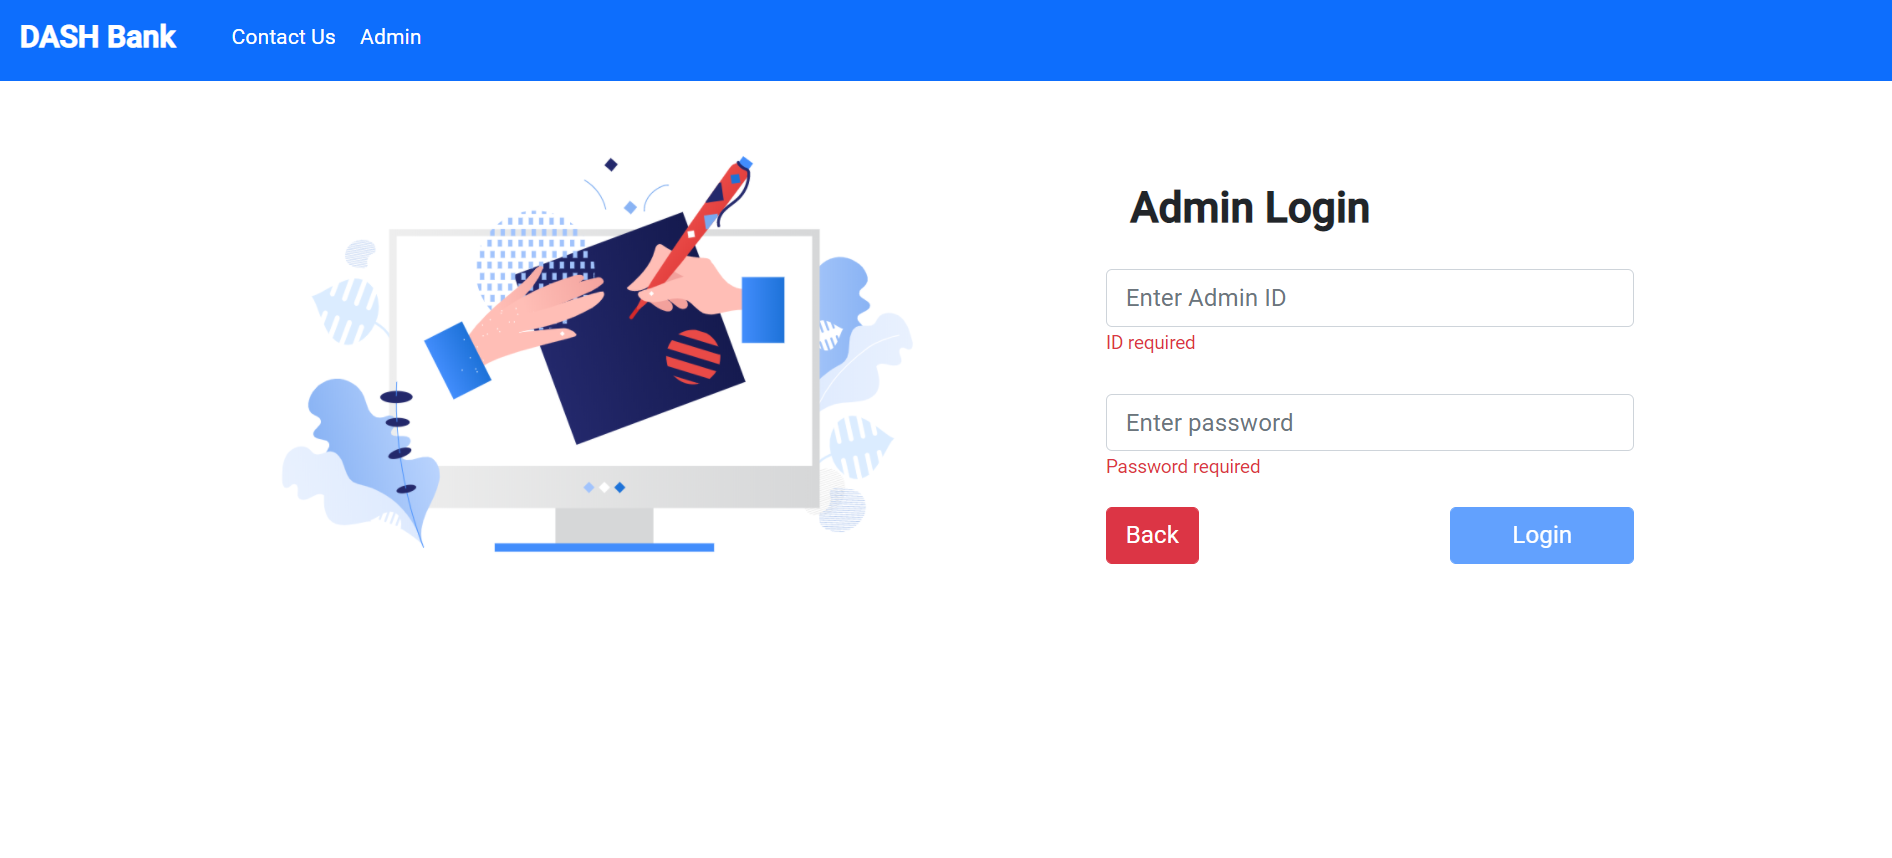 DASH Bank Contact Us Admin
Admin Login
Enter Admin ID
ID required
Enter password
Password required
Back Login